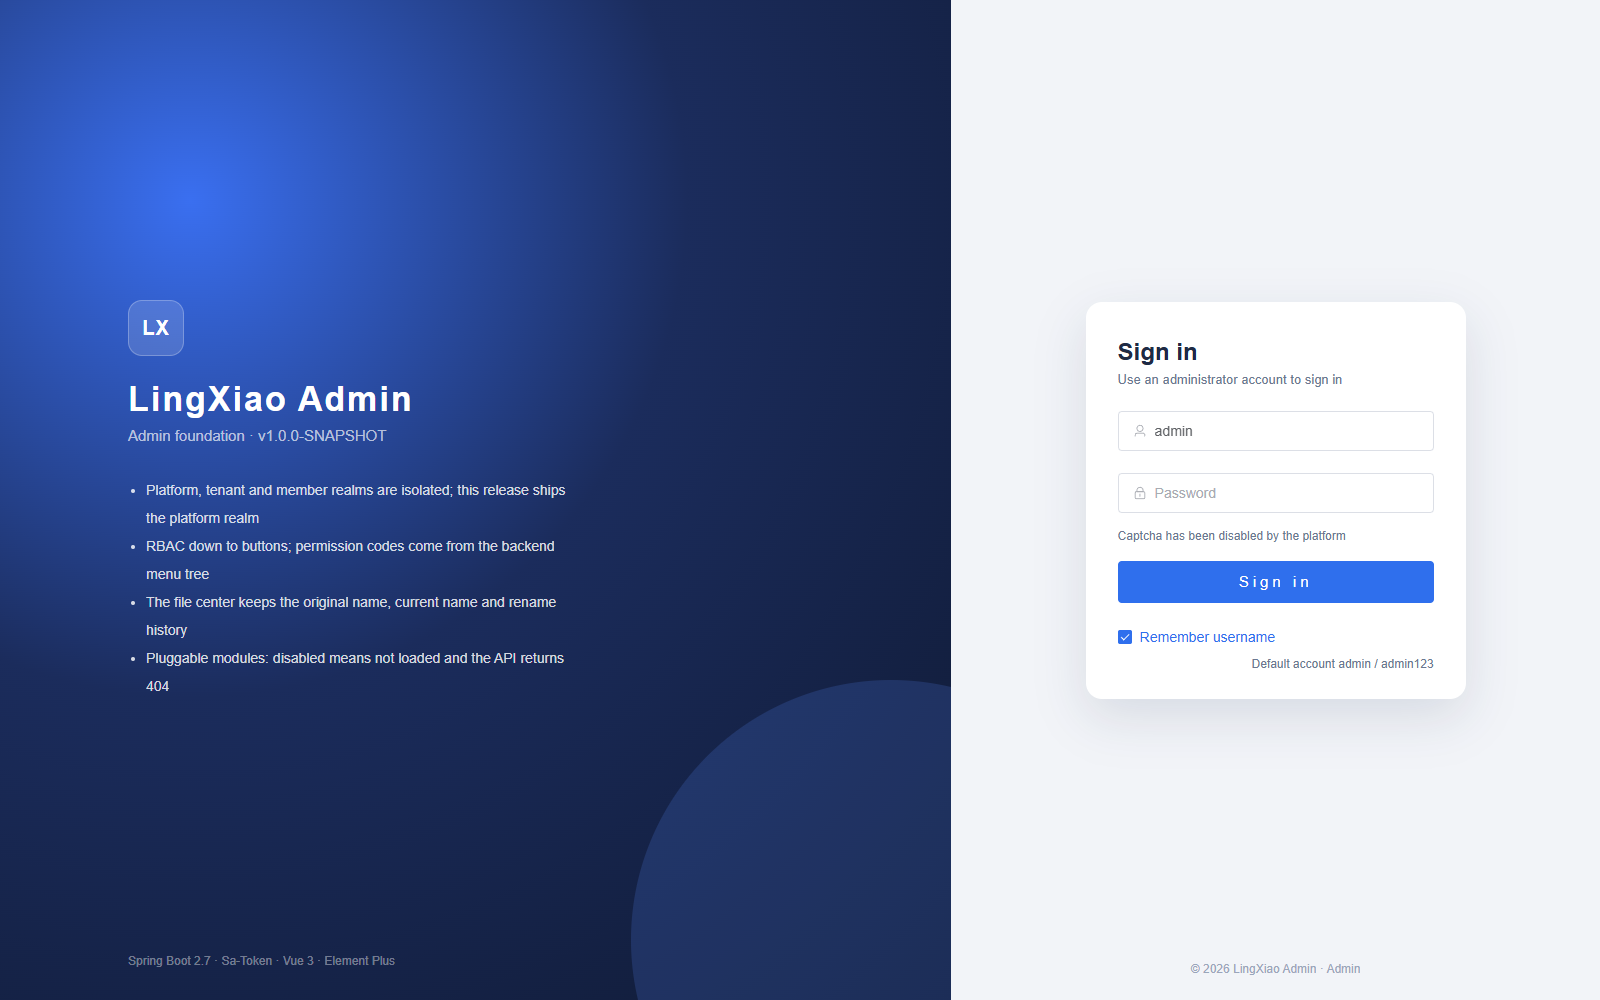 LX
LingXiao Admin
Admin foundation · v1.0.0-SNAPSHOT
Platform, tenant and member realms are isolated; this release ships
the platform realm
RBAC down to buttons; permission codes come from the backend
menu tree
The file center keeps the original name, current name and rename
history
Pluggable modules: disabled means not loaded and the API returns
404
Spring Boot 2.7 · Sa-Token · Vue 3 · Element Plus
Sign in
Use an administrator account to sign in
admin
Password
Captcha has been disabled by the platform
Sign in
Remember username
Default account admin / admin123
© 2026 LingXiao Admin · Admin